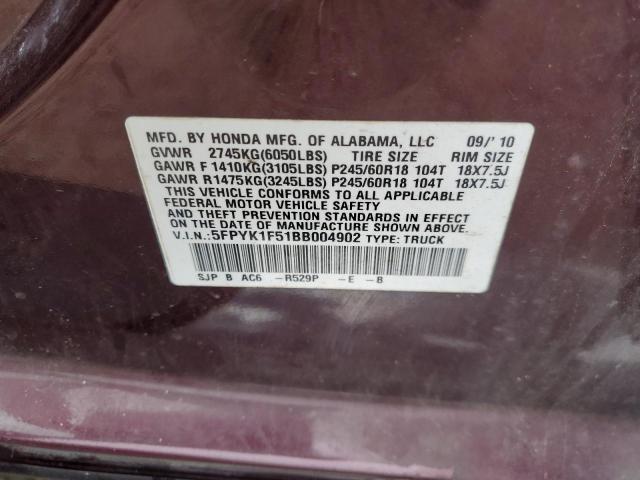 MFD. BY HONDA MFG. OF ALABAMA, LLC 09/'10
GVWR 2745KG(6050LBS) TIRE SIZE RIM SIZE
GAWR F 1410KG(3105LBS) P245/60R18 104T 18X7.5J
GAWR R1475KG(3245LBS) P245/60R18 104T 18X7.5J
THIS VEHICLE CONFORMS TO ALL APPLICABLE
FEDERAL MOTOR VEHICLE SAFETY
AND THEFT PREVENTION STANDARDS IN EFFECT
ON THE DATE OF MANUFACTURE SHOWN ABOVE.
V.I.N.:5FPYK1F51BB004902 TYPE:TRUCK
SJP B AC6 -R529P -E -B